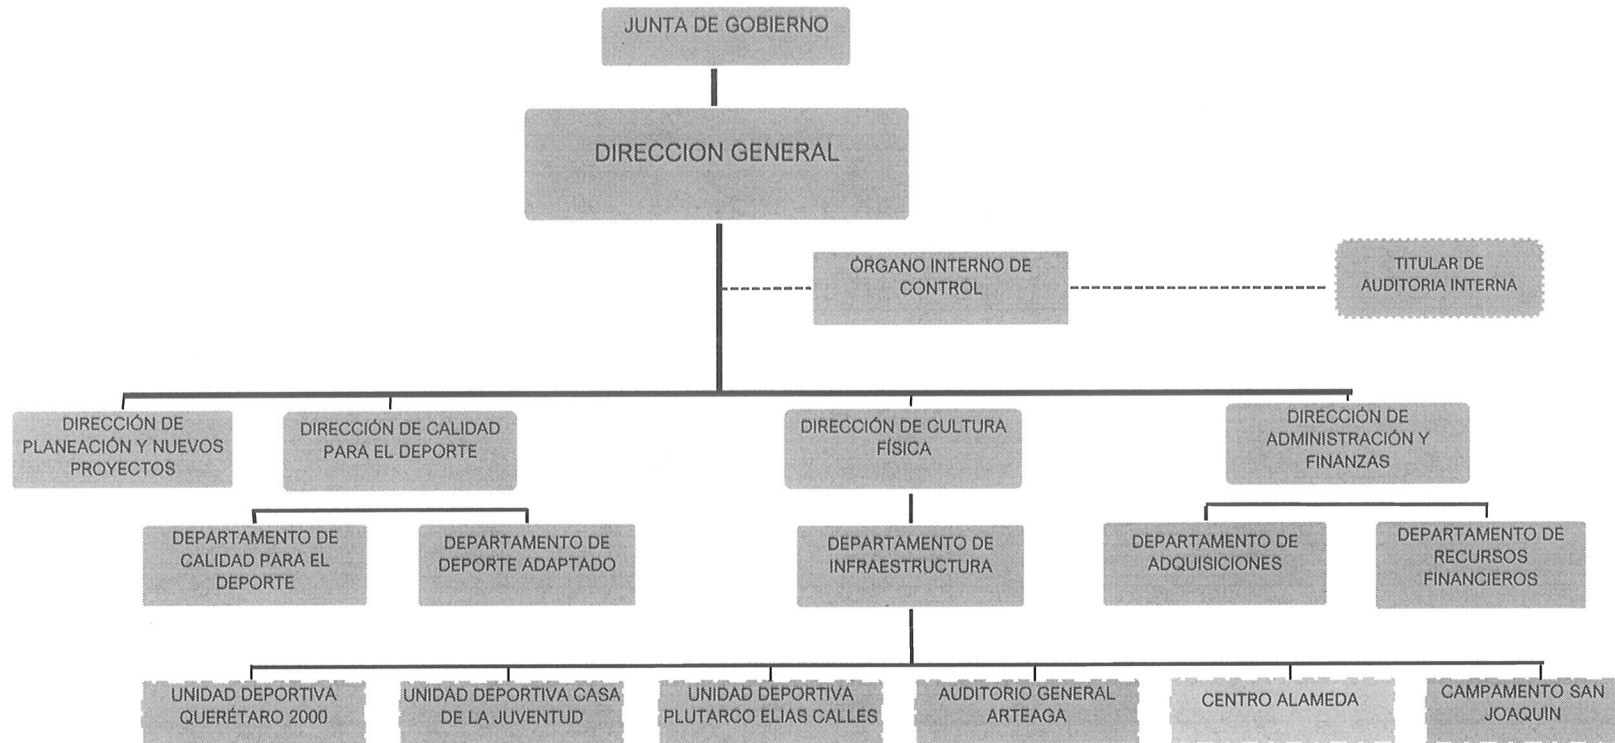 JUNTA DE GOBIERNO
DIRECCION GENERAL
ÓRGANO INTERNO DE
CONTROL
TITULAR DE
AUDITORIA INTERNA
DIRECCIÓN DE
PLANEACIÓN Y NUEVOS
PROYECTOS
DIRECCIÓN DE CALIDAD
PARA EL DEPORTE
DIRECCIÓN DE CULTURA
FÍSICA
DIRECCIÓN DE
ADMINISTRACIÓN Y
FINANZAS
DEPARTAMENTO DE
CALIDAD PARA EL
DEPORTE
DEPARTAMENTO DE
DEPORTE ADAPTADO
DEPARTAMENTO DE
INFRAESTRUCTURA
DEPARTAMENTO DE
ADQUISICIONES
DEPARTAMENTO DE
RECURSOS
FINANCIEROS
UNIDAD DEPORTIVA
QUERÉTARO 2000
UNIDAD DEPORTIVA CASA
DE LA JUVENTUD
UNIDAD DEPORTIVA
PLUTARCO ELIAS CALLES
AUDITORIO GENERAL
ARTEAGA
CENTRO ALAMEDA
CAMPAMENTO SAN
JOAQUIN